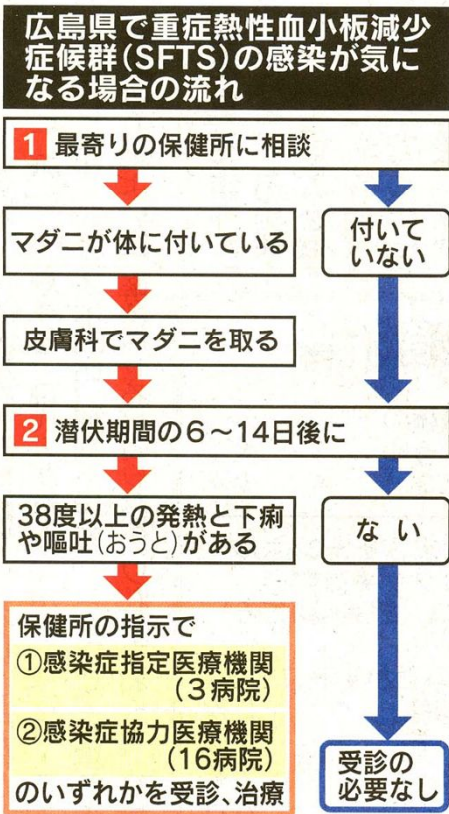 広島県で重症熱性血小板減少
症候群(SFTS)の感染が気に
なる場合の流れ
1 最寄りの保健所に相談
マダニが体に付いている
付いて
いない
皮膚科でマダニを取る
2 潜伏期間の6~14日後に
38度以上の発熱と下痢
や嘔吐(おうと)がある
ない
保健所の指示で
①感染症指定医療機関
(3病院)
②感染症協力医療機関
(16病院)
のいずれかを受診、治療
受診の
必要なし